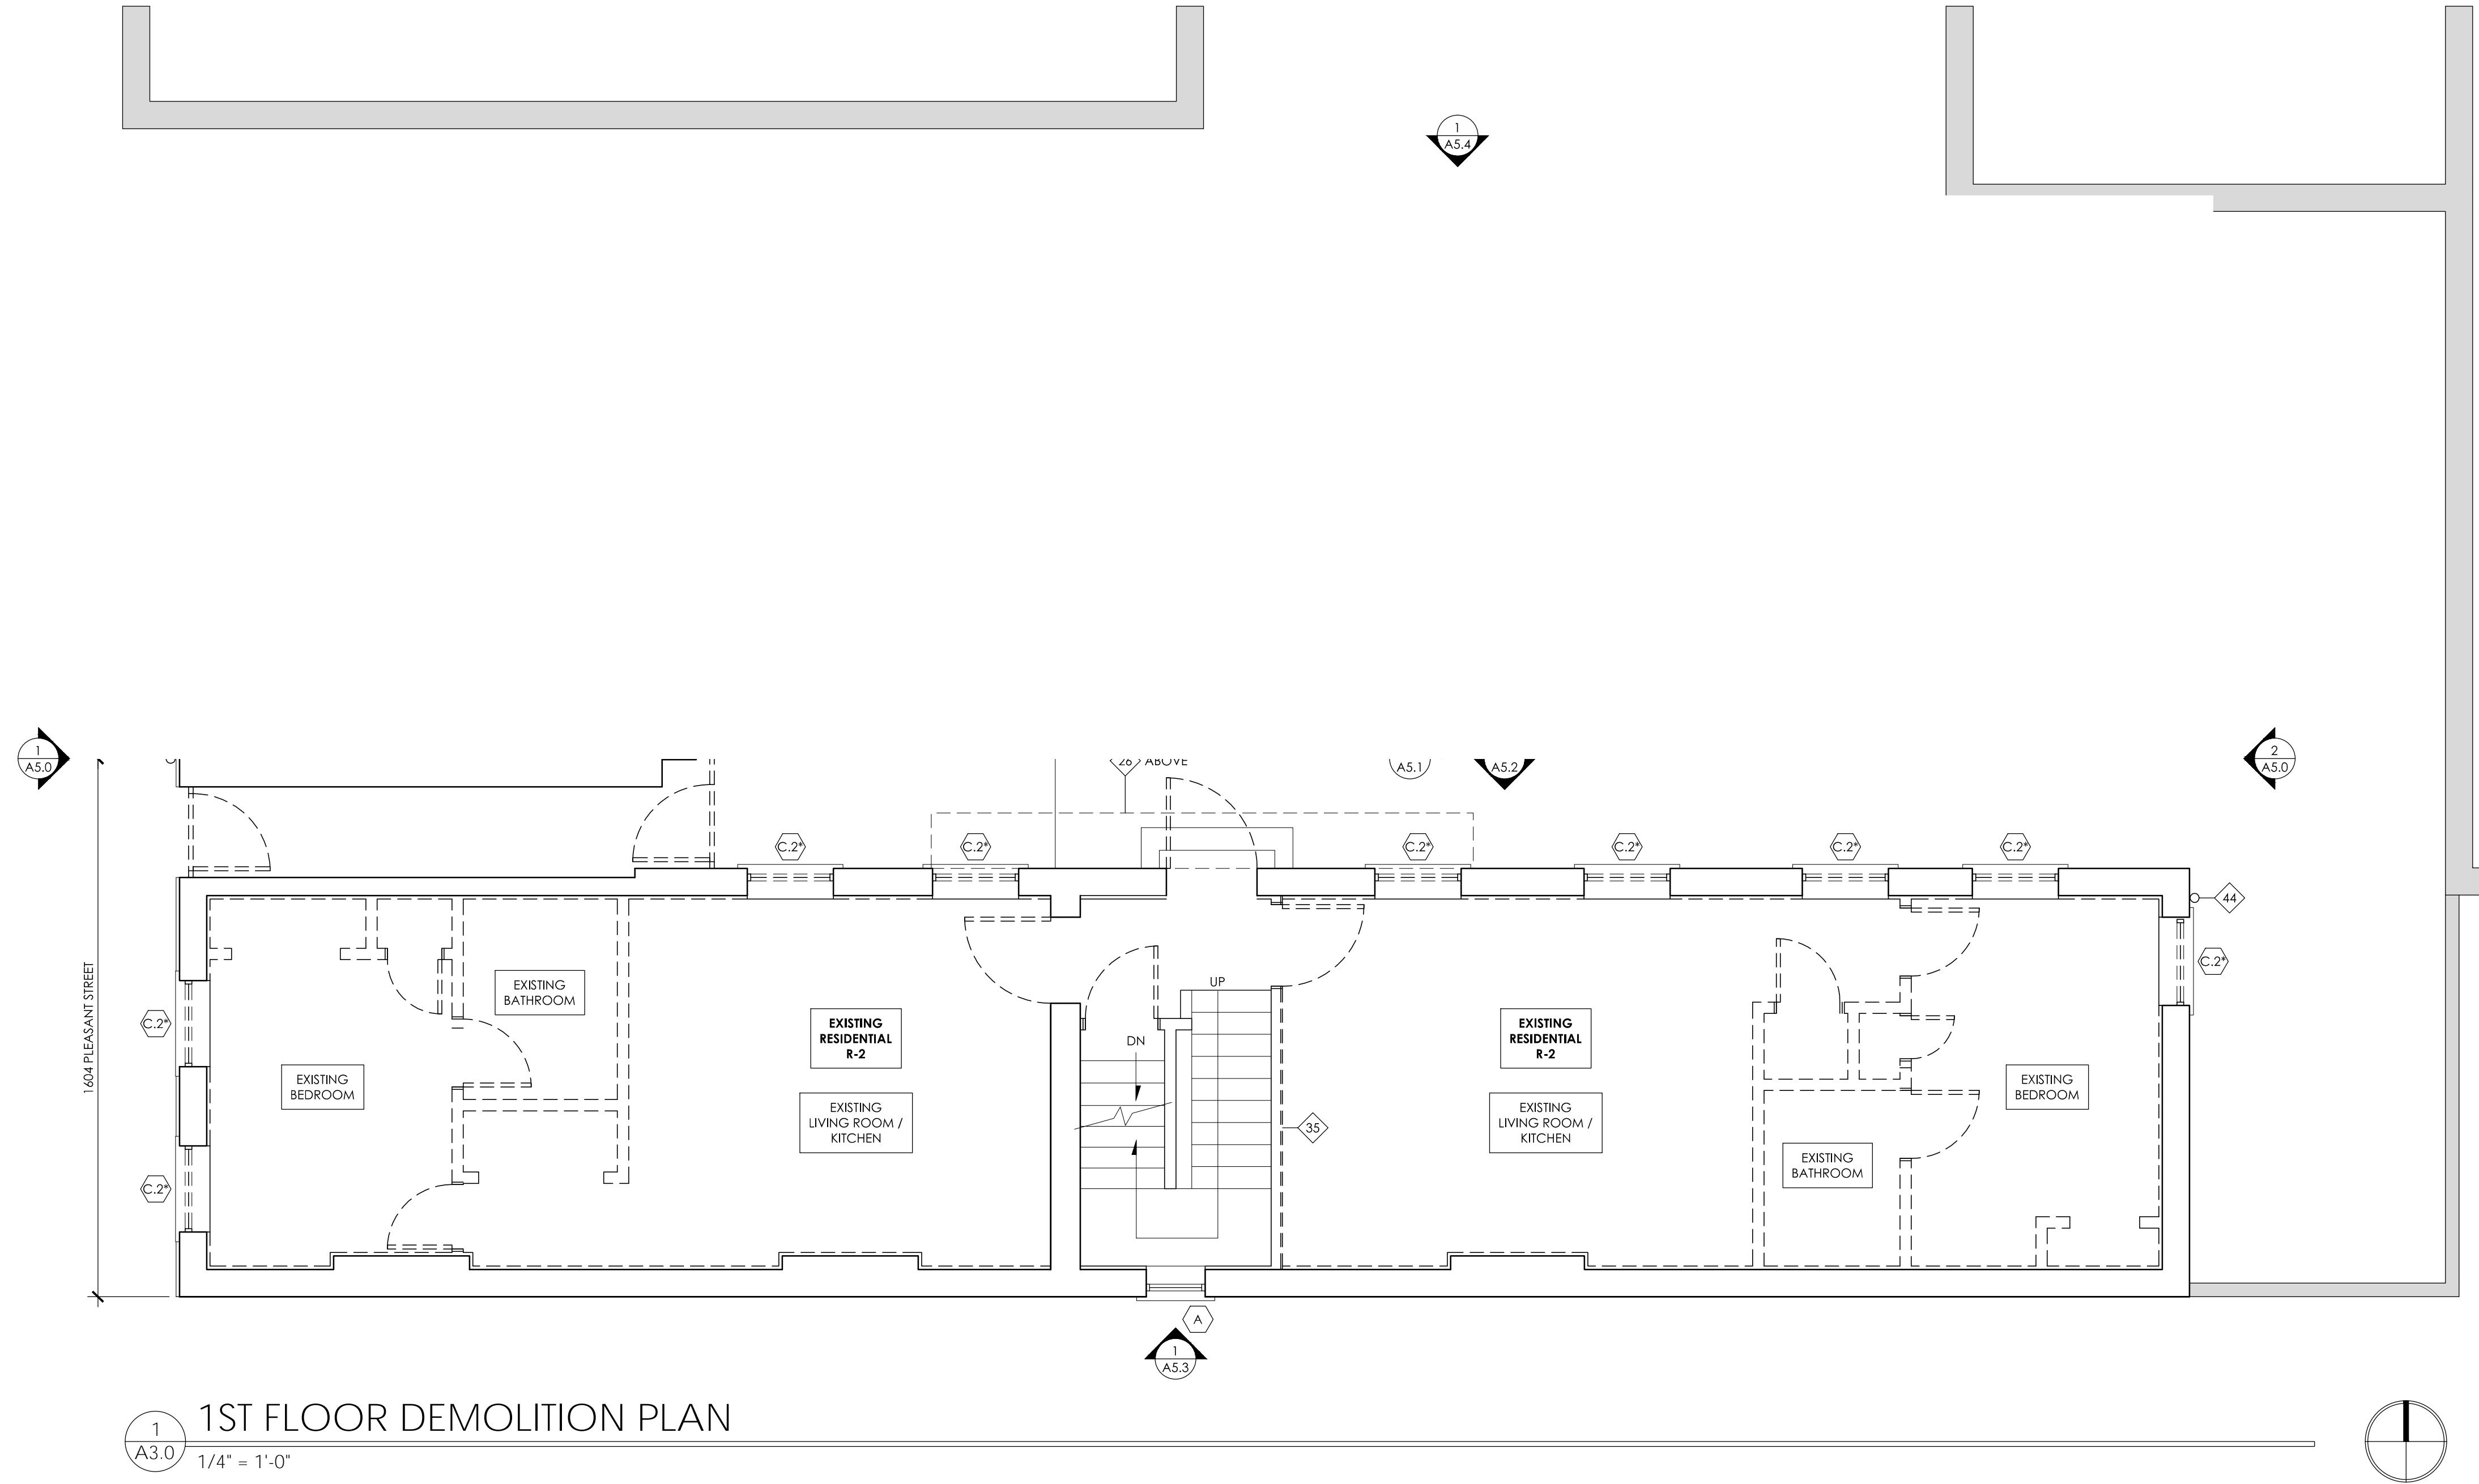 1
A5.4
1
A5.0
26 ABOVE
A5.1
A5.2
2
A5.0
C.2*
C.2*
C.2*
C.2*
C.2*
C.2*
44
C.2*
1604 PLEASANT STREET
C.2*
C.2*
EXISTING
BATHROOM
EXISTING
BEDROOM
EXISTING
RESIDENTIAL
R-2
EXISTING
LIVING ROOM /
KITCHEN
UP
DN
35
EXISTING
RESIDENTIAL
R-2
EXISTING
LIVING ROOM /
KITCHEN
EXISTING
BATHROOM
EXISTING
BEDROOM
A
1
A5.3
1
A3.0
1ST FLOOR DEMOLITION PLAN
1/4" = 1'-0"